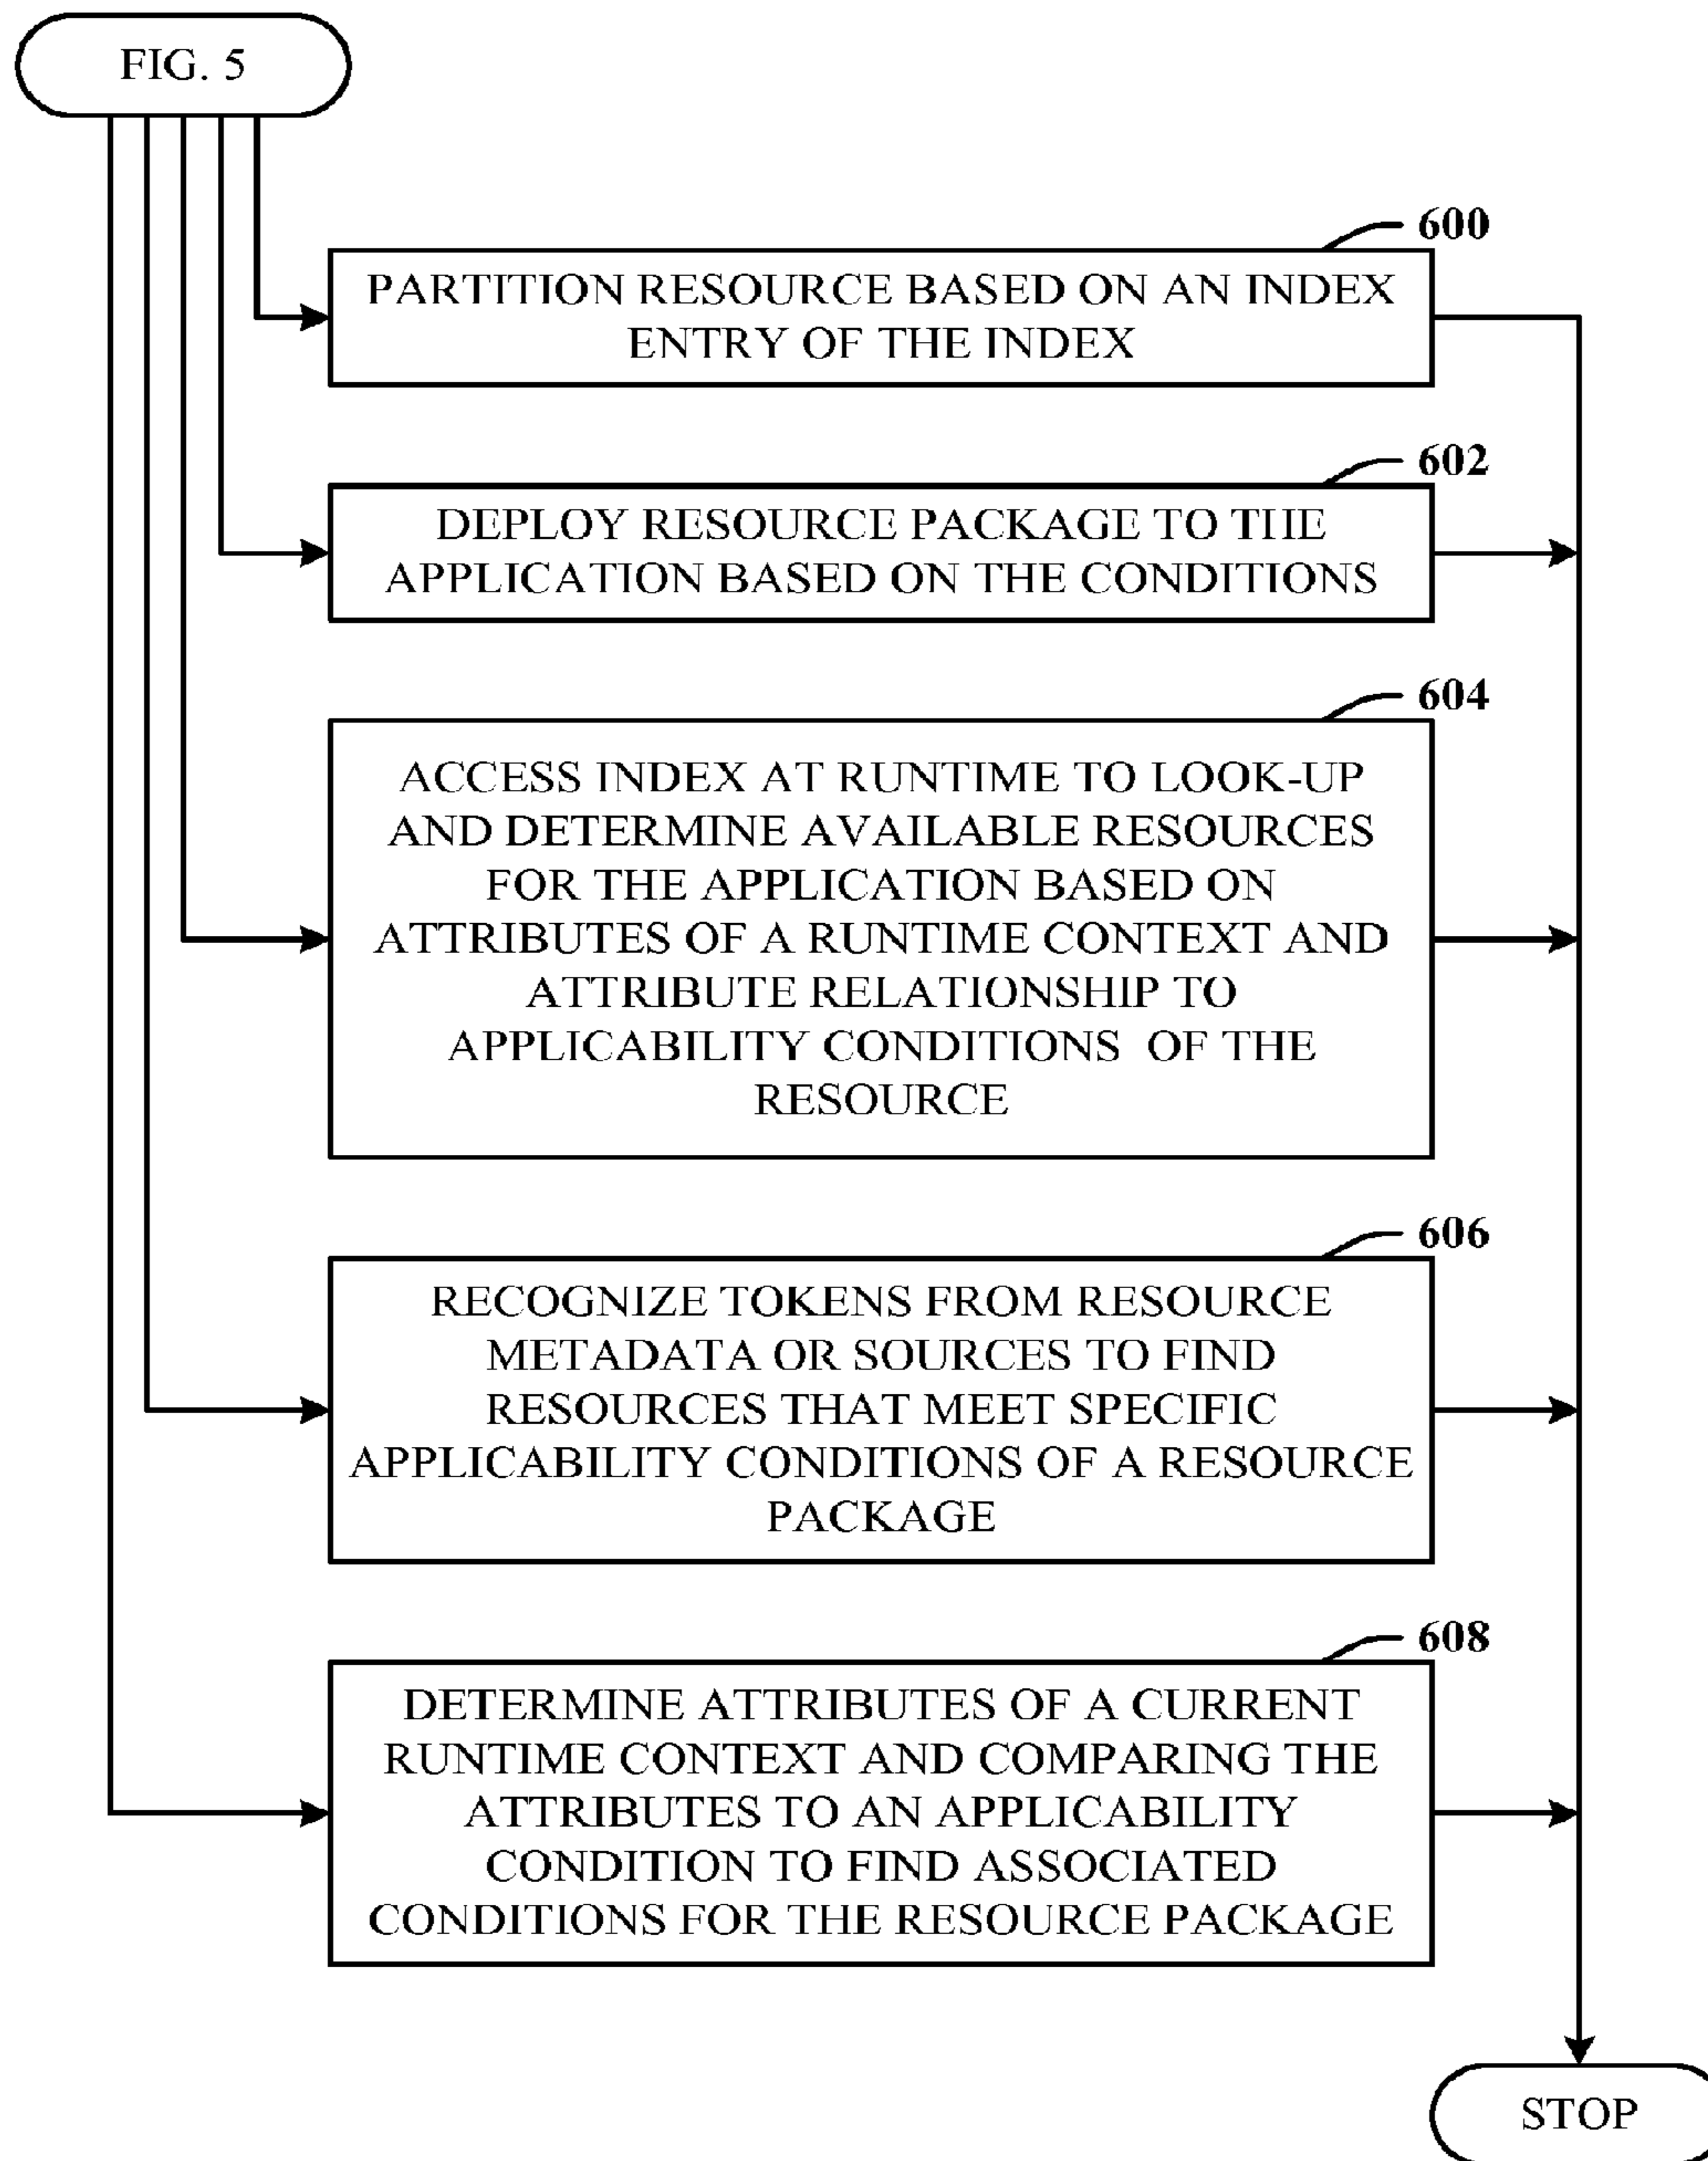 FIG. 5
600
PARTITION RESOURCE BASED ON AN INDEX
ENTRY OF THE INDEX
602
DEPLOY RESOURCE PACKAGE TO THE
APPLICATION BASED ON THE CONDITIONS
604
ACCESS INDEX AT RUNTIME TO LOOK-UP
AND DETERMINE AVAILABLE RESOURCES
FOR THE APPLICATION BASED ON
ATTRIBUTES OF A RUNTIME CONTEXT AND
ATTRIBUTE RELATIONSHIP TO
APPLICABILITY CONDITIONS OF THE
RESOURCE
606
RECOGNIZE TOKENS FROM RESOURCE
METADATA OR SOURCES TO FIND
RESOURCES THAT MEET SPECIFIC
APPLICABILITY CONDITIONS OF A RESOURCE
PACKAGE
608
DETERMINE ATTRIBUTES OF A CURRENT
RUNTIME CONTEXT AND COMPARING THE
ATTRIBUTES TO AN APPLICABILITY
CONDITION TO FIND ASSOCIATED
CONDITIONS FOR THE RESOURCE PACKAGE
STOP